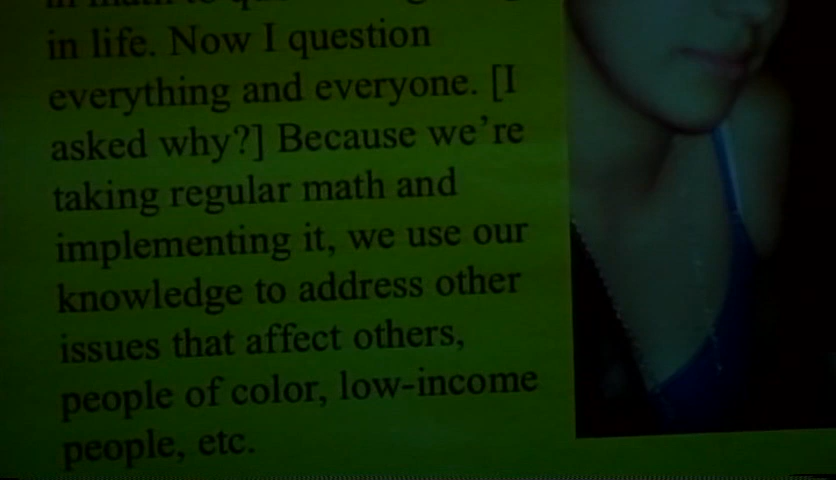 in life. Now I question
everything and everyone. [I
asked why?] Because we're
taking regular math and
implementing it, we use our
knowledge to address other
issues that affect others,
people of color, low-income
people, etc.